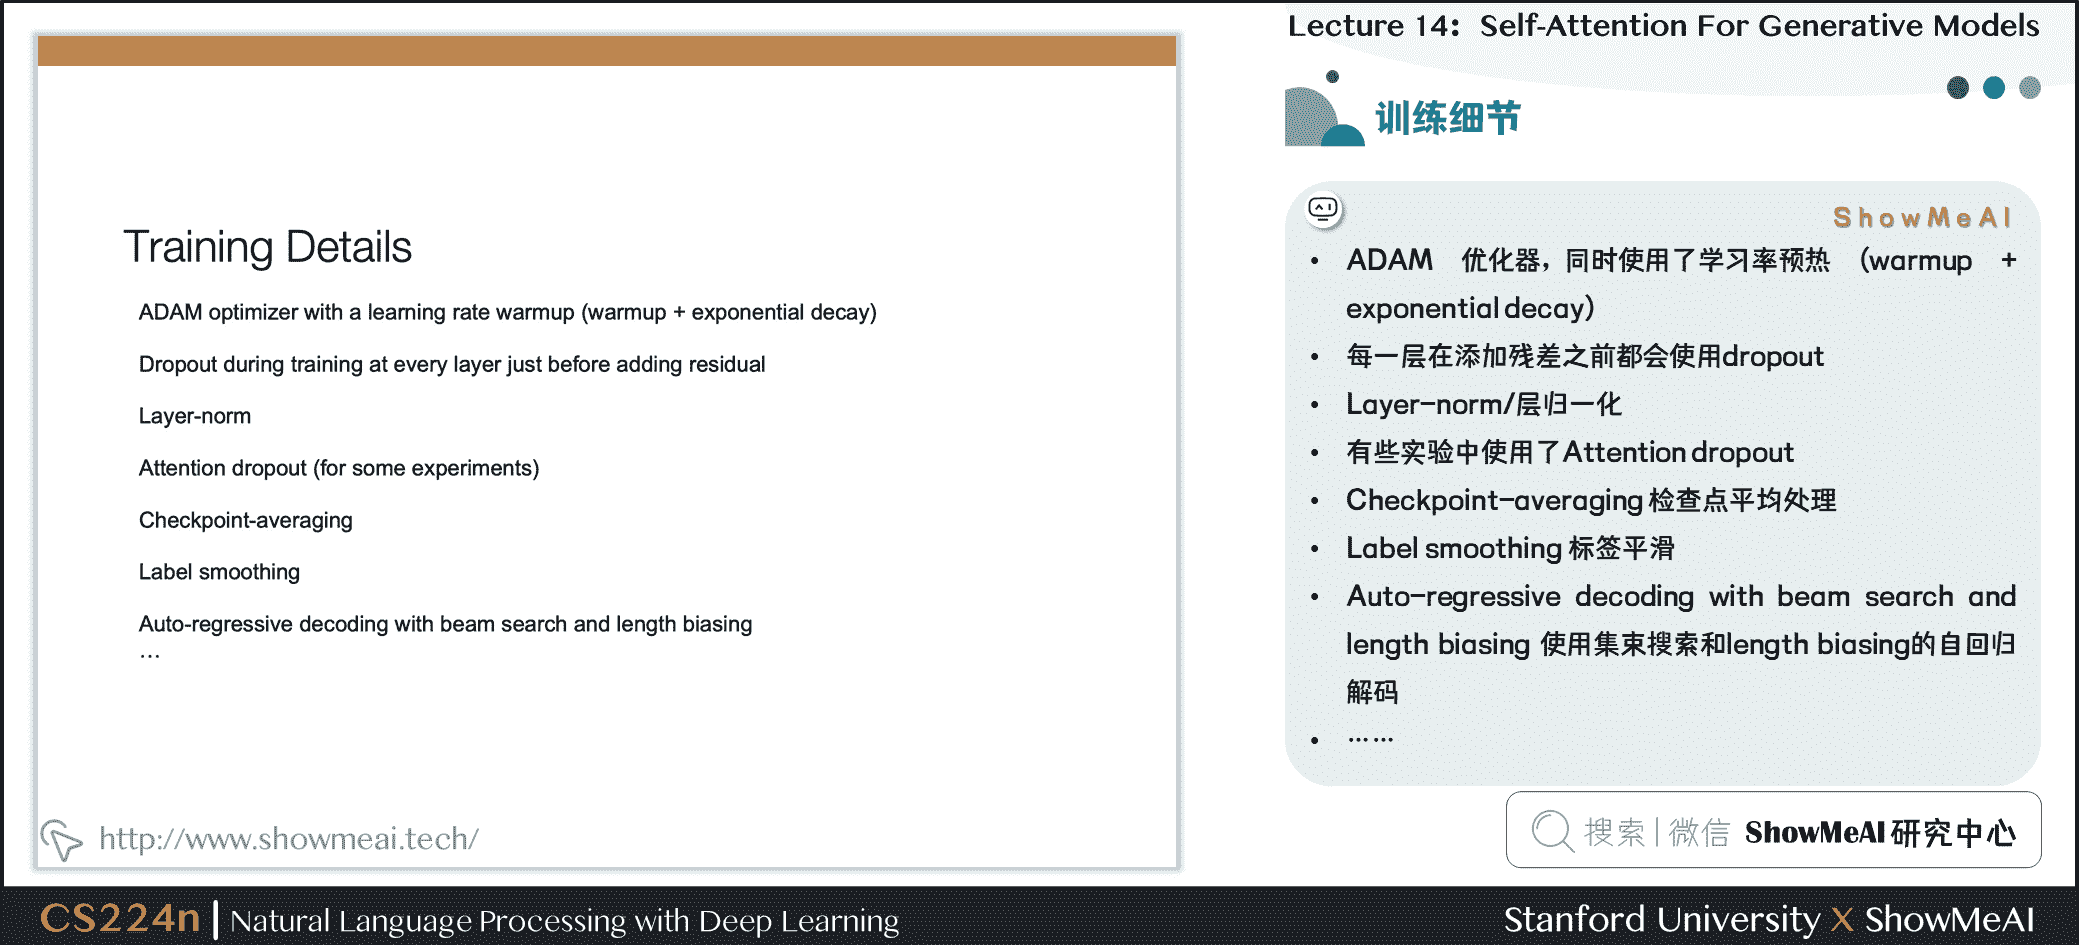 Lecture 14: Self-Attention For Generative Models
Training Details
ADAM optimizer with a learning rate warmup (warmup + exponential decay)
Dropout during training at every layer just before adding residual
Layer-norm
Attention dropout (for some experiments)
Checkpoint-averaging
Label smoothing
Auto-regressive decoding with beam search and length biasing
...
http://www.showmeai.tech/
训练细节
ShowMeAI
• ADAM 优化器，同时使用了学习率预热 （warmup +
exponential decay）
• 每一层在添加残差之前都会使用dropout
• Layer-norm/层归一化
• 有些实验中使用了Attention dropout
• Checkpoint-averaging 检查点平均处理
• Label smoothing 标签平滑
• Auto-regressive decoding with beam search and
length biasing 使用集束搜索和length biasing的自回归
解码
• ……
搜索 | 微信 ShowMeAI 研究中心
CS224n | Natural Language Processing with Deep Learning
Stanford University X ShowMeAI